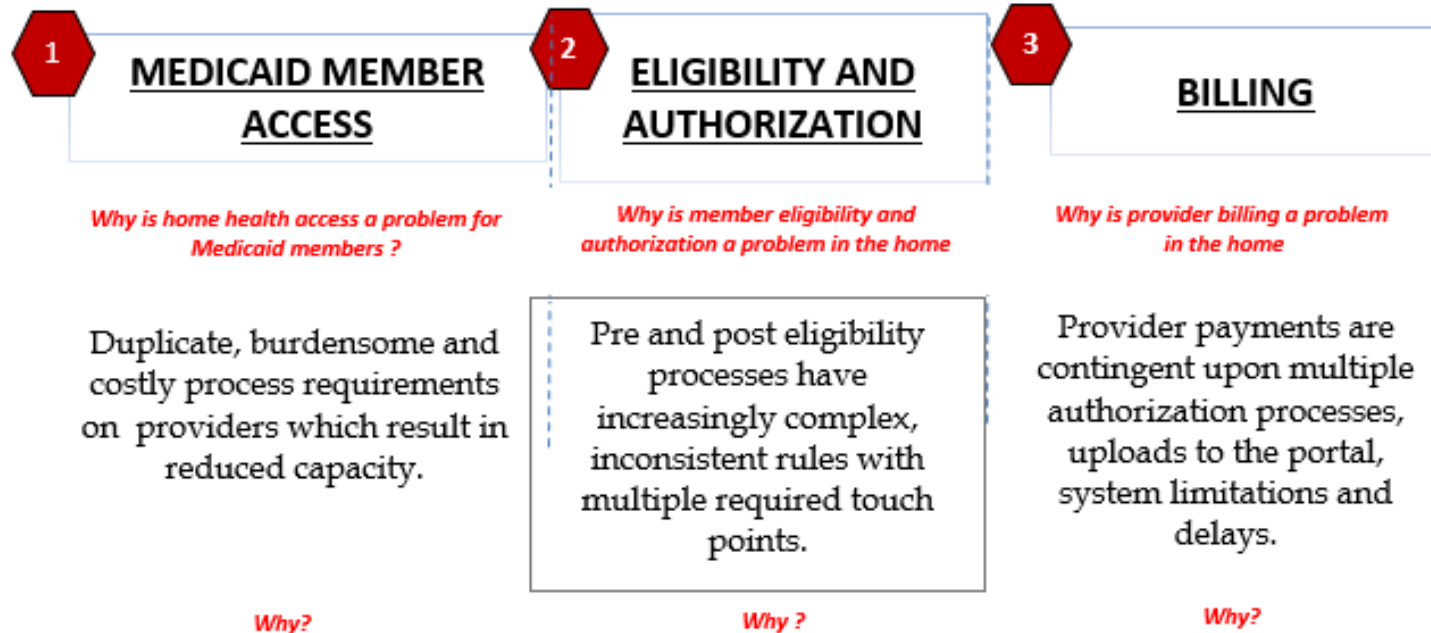 1
MEDICAID MEMBER
ACCESS
Why is home health access a problem for
Medicaid members ?
Duplicate, burdensome and
costly process requirements
on providers which result in
reduced capacity.
Why?
2
ELIGIBILITY AND
AUTHORIZATION
Why is member eligibility and
authorization a problem in the home
Pre and post eligibility
processes have
increasingly complex,
inconsistent rules with
multiple required touch
points.
Why ?
3
BILLING
Why is provider billing a problem
in the home
Provider payments are
contingent upon multiple
authorization processes,
uploads to the portal,
system limitations and
delays.
Why?